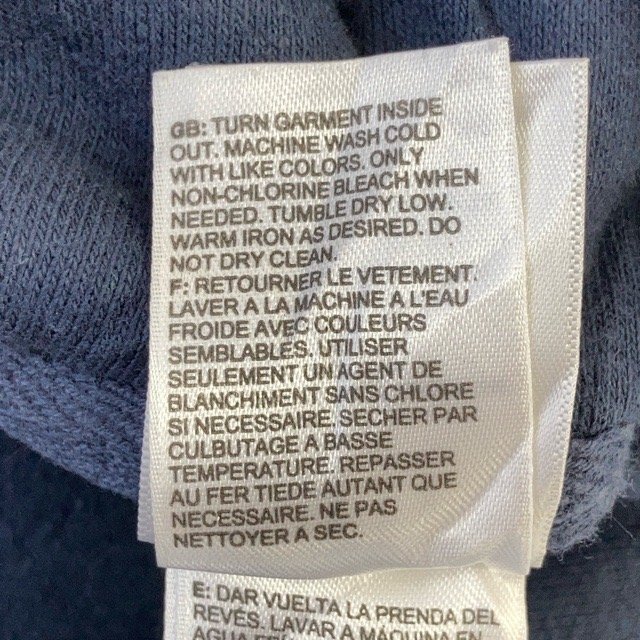 GB: TURN GARMENT INSIDE
OUT. MACHINE WASH COLD
WITH LIKE COLORS. ONLY
NON-CHLORINE BLEACH WHEN
NEEDED. TUMBLE DRY LOW.
WARM IRON AS DESIRED. DO
NOT DRY CLEAN.
F: RETOURNER LE VETEMENT.
LAVER A LA MACHINE A L'EAU
FROIDE AVEC COULEURS
SEMBLABLES. UTILISER
SEULEMENT UN AGENT DE
BLANCHIMENT SANS CHLORE
SI NECESSAIRE SECHER PAR
CULBUTAGE A BASSE
TEMPERATURE. REPASSER
AU FER TIEDE AUTANT QUE
NECESSAIRE. NE PAS
NETTOYER A SEC.
E: DAR VUELTA LA PRENDA DEL
REVES. LAVAR A MAQUINA EN
AGUA